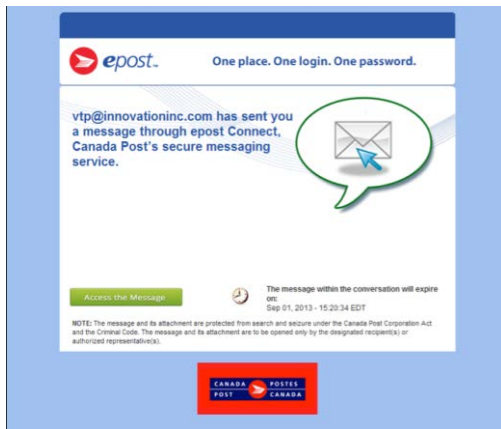 epost™ One place. One login. One password.
vtp@innovationinc.com has sent you
a message through epost Connect,
Canada Post's secure messaging
service.
Access the Message
The message within the conversation will expire
on:
Sep 01, 2013 - 15:20:34 EDT
NOTE: The message and its attachment are protected from search and seizure under the Canada Post Corporation Act
and the Criminal Code. The message and its attachment are to be opened only by the designated recipient(s) or
authorized representative(s).
CANADA POSTES
POST CANADA